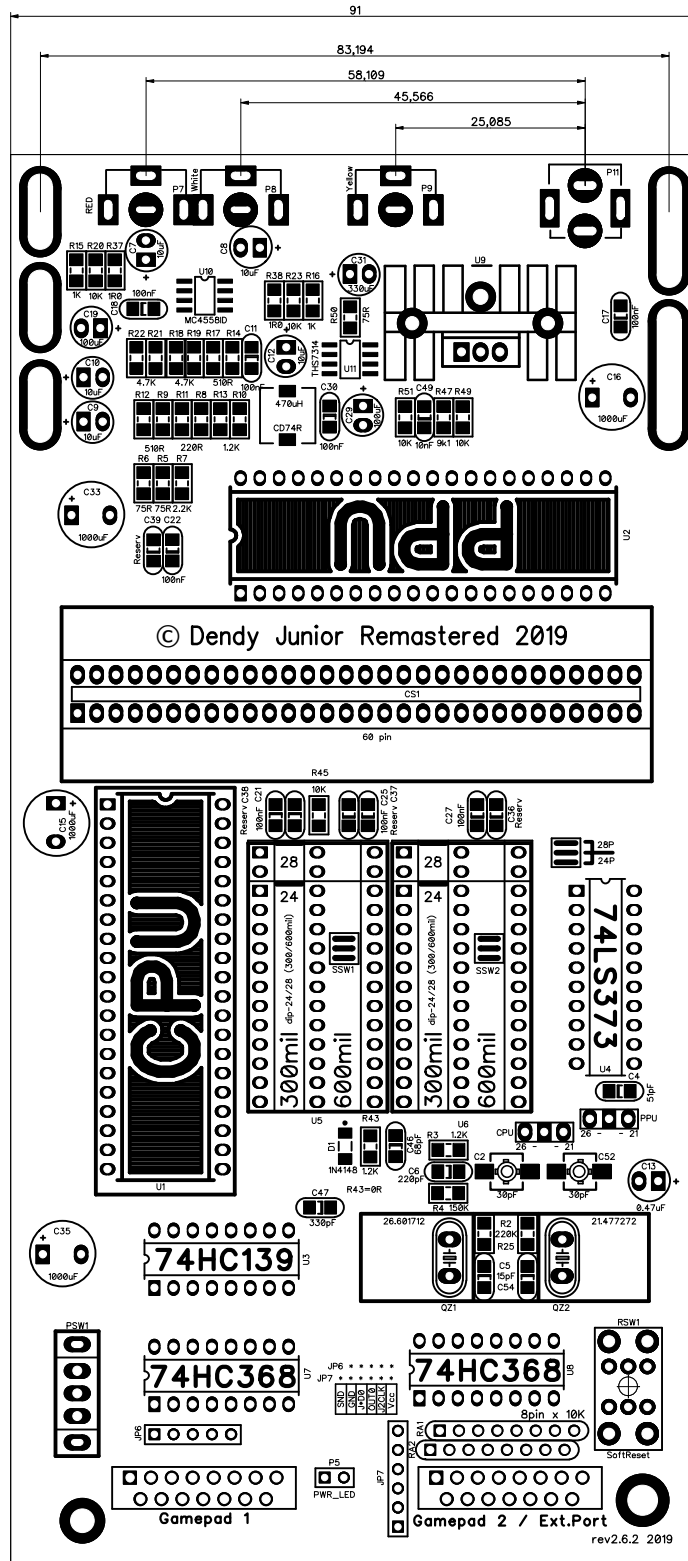 91
83,194
58,109
45,566
25,085
RED
P7
White
P8
Yellow
P9
P11
R15 R20 R37
1K 10K 1R0
C7
10uF
C8
10uF
U10
MC4558ID
R38 R23 R16
1R0 10K 1K
C31
330uF
R50
75R
U9
C17
100nF
100nF
C18
C19
100uF
R22 R21 R18 R19 R17 R14 C11
4.7K 4.7K 510R 100nF
C12
10uF
THS7314
U11
C10
10uF
C16
1000uF
C9
10uF
R12 R9 R11 R8 R13 R10
510R 220R 1.2K
470uH
CD74R
C30
100nF
C29
100uF
R51 C49 R47 R49
10K 10nF 9k1 10K
R6 R5 R7
75R 75R 2.2K
C33
1000uF
Reserv
C39 C22
100nF
PPU
U2
© Dendy Junior Remastered 2019
CS1
60 pin
R45
10K
Reserv C38
100nF C21
100nF C25
Reserv C37
C27
100nF
C36
Reserv
C15
1000uF
28P
24P
CPU
U1
28
24
300mil
dip-24/28 (300/600mil)
SSW1
600mil
U5
28
24
300mil
dip-24/28 (300/600mil)
SSW2
600mil
U6
74LS373
U4
C4
51pF
CPU
26 - - 21
PPU
26 - - 21
D1
1N4148
R43
1.2K
R43=0R
C46
68pF
R3 1.2K
C6
220pF
R4 150K
C2
30pF
C52
30pF
C13
0.47uF
C47
330pF
C35
1000uF
74HC139
U3
26.601712
21.477272
R2
220K
R25
C5
15pF
C54
QZ1
QZ2
PSW1
74HC368
U7
JP6
JP7
SND
GND
J*D0
OUT0
J2CLK
Vcc
74HC368
U8
RSW1
SoftReset
JP6
8pin x 10K
RA1
RA2
JP7
P5
PWR_LED
Gamepad 1
Gamepad 2 / Ext.Port
rev2.6.2 2019